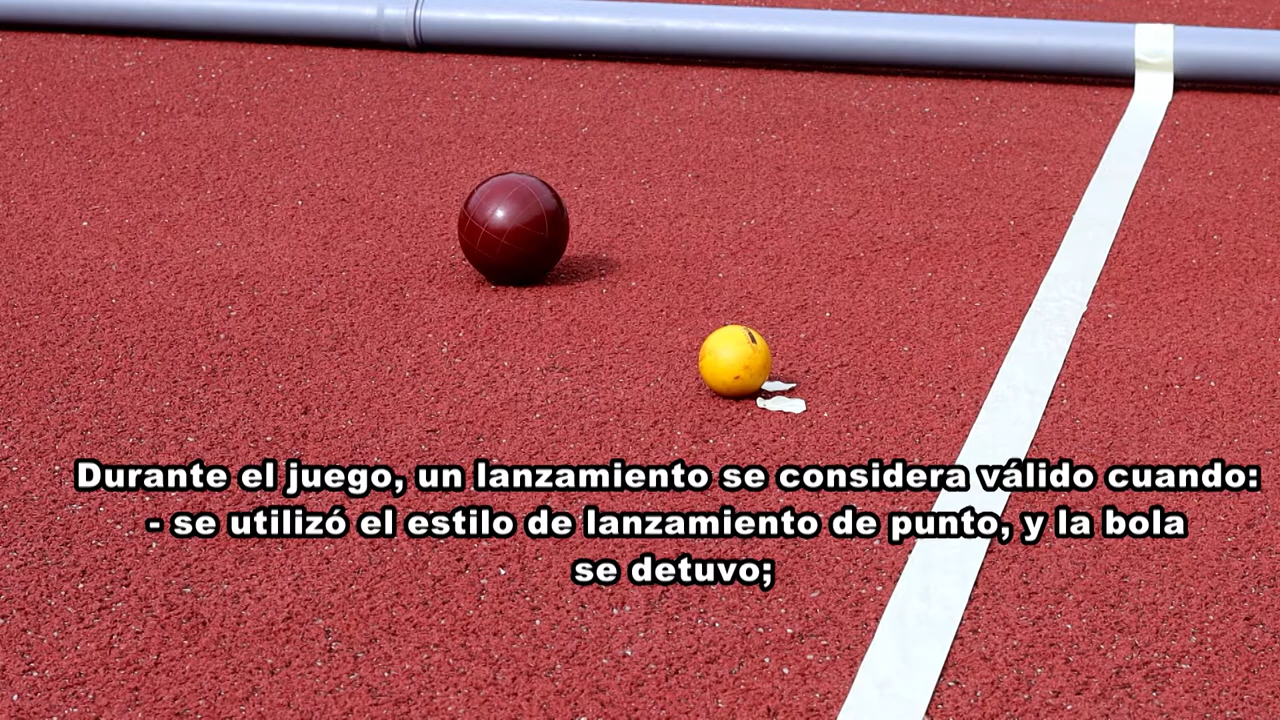 Durante el juego, un lanzamiento se considera válido cuando:
- se utilizó el estilo de lanzamiento de punto, y la bola
se detuvo;